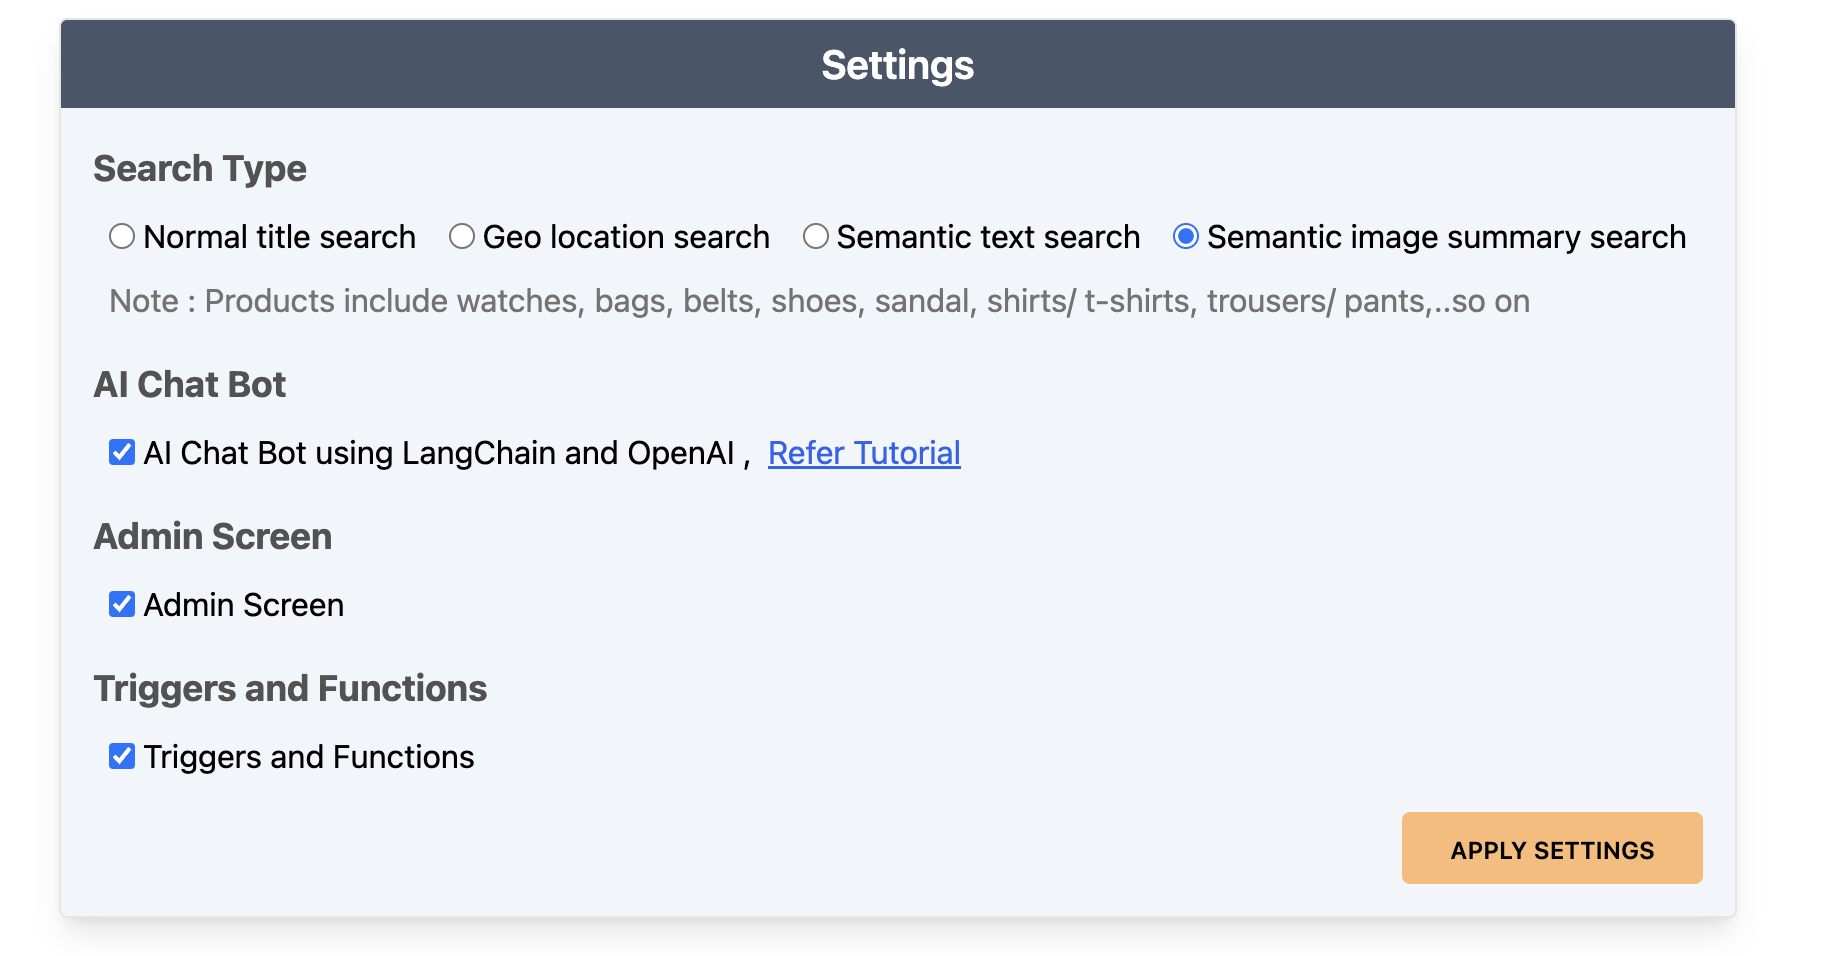 Settings
Search Type
Normal title search Geo location search Semantic text search Semantic image summary search
Note : Products include watches, bags, belts, shoes, sandal, shirts/ t-shirts, trousers/ pants,..so on
AI Chat Bot
AI Chat Bot using LangChain and OpenAI , Refer Tutorial
Admin Screen
Admin Screen
Triggers and Functions
Triggers and Functions
APPLY SETTINGS